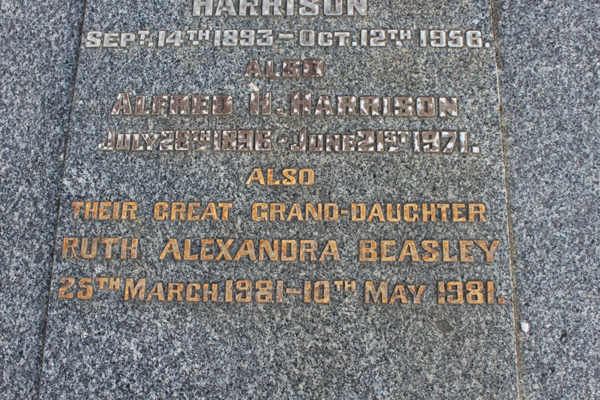 HARRISON
SEPT. 14TH 1893.-OCT. 12TH 1956.
ALSO
ALFRED H. HARRISON
JULY 28TH 1896-JUNE 21ST 1971.
ALSO
THEIR GREAT GRAND-DAUGHTER
RUTH ALEXANDRA BEASLEY
25TH MARCH 1981-10TH MAY 1981.